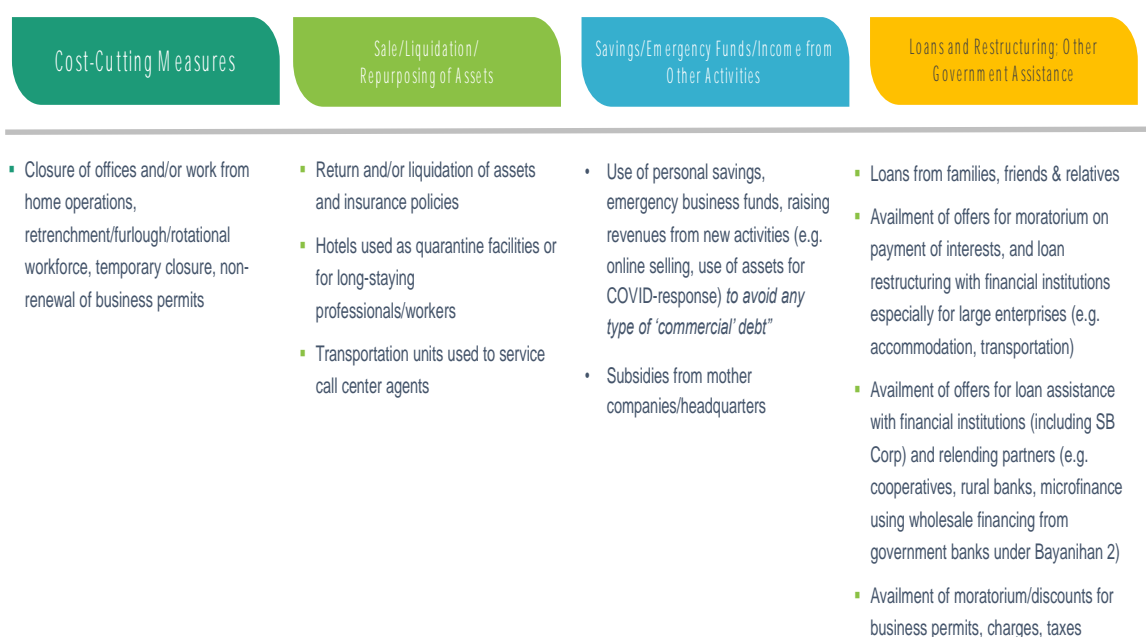 Cost-Cutting Measures
Sale/Liquidation/
Repurposing of Assets
Savings/Emergency Funds/Income from
Other Activities
Loans and Restructuring; Other
Government Assistance
▪ Closure of offices and/or work from
home operations,
retrenchment/furlough/rotational
workforce, temporary closure, non-
renewal of business permits
▪ Return and/or liquidation of assets
and insurance policies
▪ Hotels used as quarantine facilities or
for long-staying
professionals/workers
▪ Transportation units used to service
call center agents
• Use of personal savings,
emergency business funds, raising
revenues from new activities (e.g.
online selling, use of assets for
COVID-response) to avoid any
type of ‘commercial’ debt”
• Subsidies from mother
companies/headquarters
▪ Loans from families, friends & relatives
▪ Availment of offers for moratorium on
payment of interests, and loan
restructuring with financial institutions
especially for large enterprises (e.g.
accommodation, transportation)
▪ Availment of offers for loan assistance
with financial institutions (including SB
Corp) and relending partners (e.g.
cooperatives, rural banks, microfinance
using wholesale financing from
government banks under Bayanihan 2)
▪ Availment of moratorium/discounts for
business permits, charges, taxes